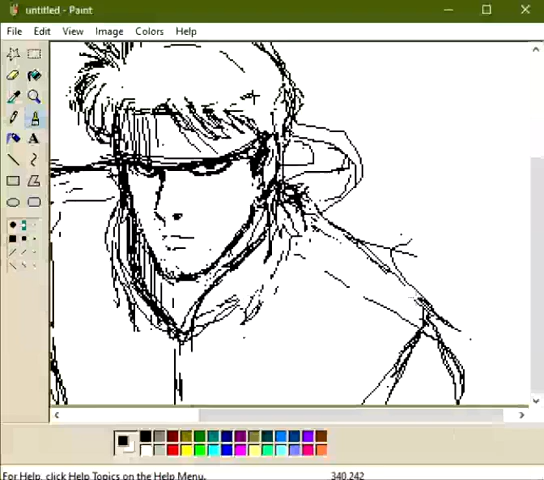 untitled - Paint
File Edit View Image Colors Help
A
For Help, click Help Topics on the Help Menu.
340,242